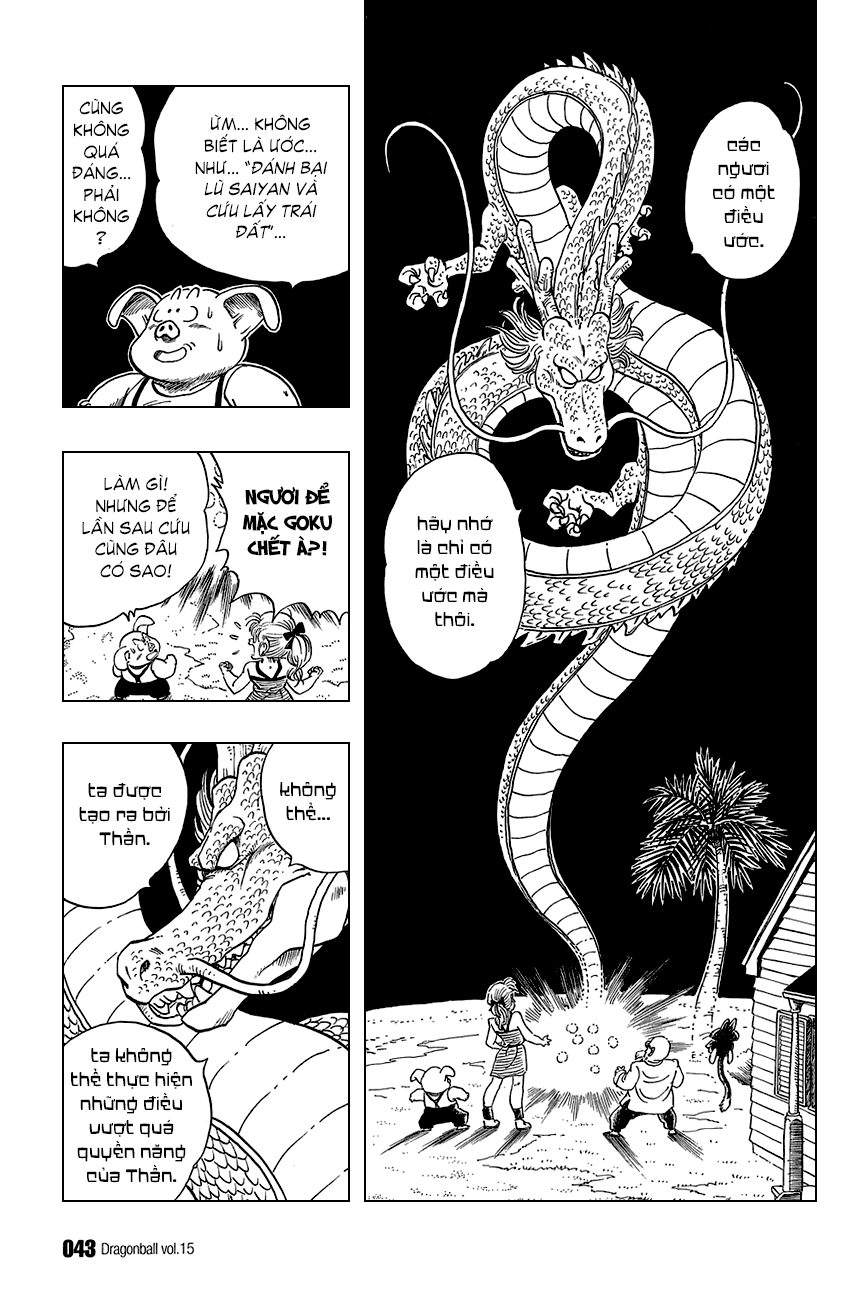 các
ngươi
có một
điều
ước.
hãy nhớ
là chỉ có
một điều
ước mà
thôi.
ỪM... KHÔNG
BIẾT LÀ ƯỚC...
NHƯ... "ĐÁNH BẠI
LŨ SAIYAN VÀ
CỨU LẤY TRÁI
ĐẤT"...
CŨNG
KHÔNG
QUÁ
ĐÁNG...
PHẢI
KHÔNG
?
NGƯƠI ĐỂ
MẶC GOKU
CHẾT À?!
LÀM GÌ!
NHƯNG ĐỂ
LẦN SAU CỨU
CŨNG ĐÂU
CÓ SAO!
không
thể...
ta được
tạo ra bởi
Thần.
ta không
thể thực hiện
những điều
vượt quá
quyền năng
của Thần.
043 Dragonball vol.15